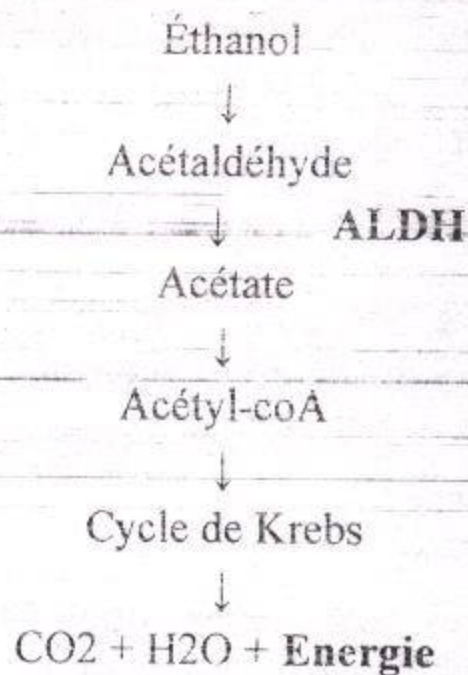 Éthanol
↓
Acétaldéhyde
↓ ALDH
Acétate
↓
Acétyl-coA
↓
Cycle de Krebs
↓
CO2 + H2O + Energie